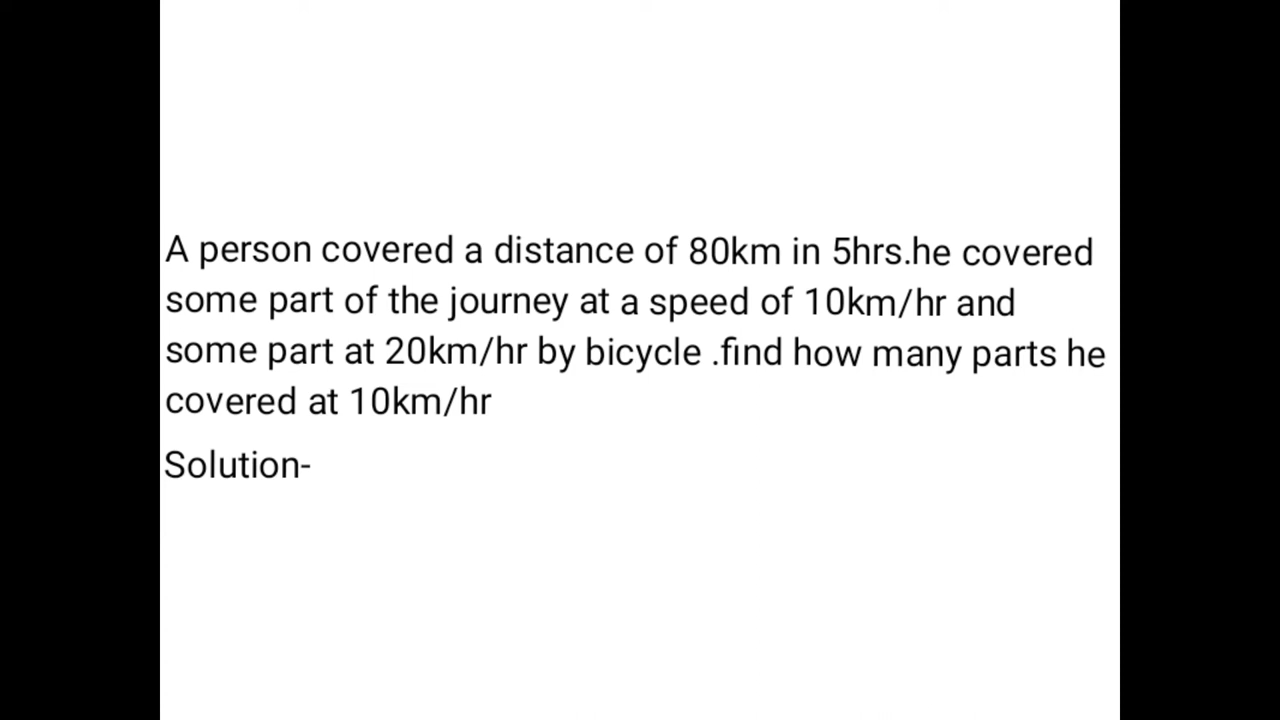 A person covered a distance of 80km in 5hrs.he covered
some part of the journey at a speed of 10km/hr and
some part at 20km/hr by bicycle .find how many parts he
covered at 10km/hr
Solution-